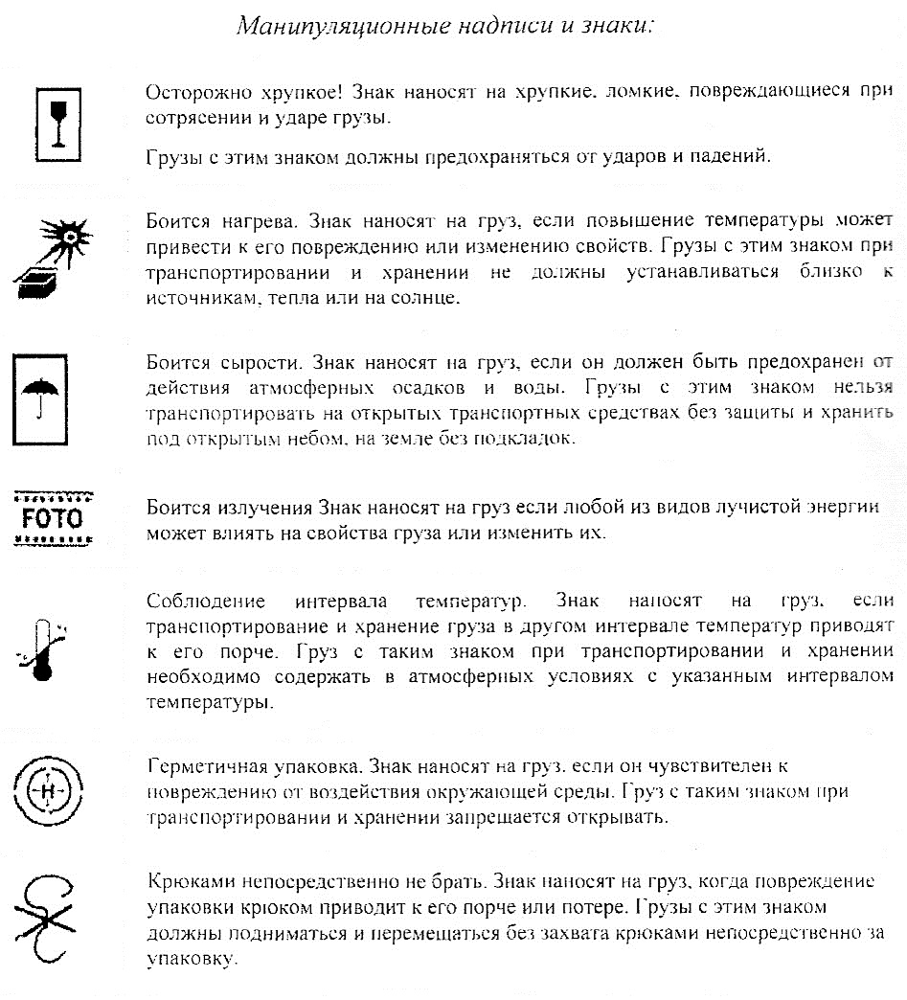 Манипуляционные надписи и знаки:
Осторожно хрупкое! Знак наносят на хрупкие, ломкие, повреждающиеся при
сотрясении и ударе грузы.
Грузы с этим знаком должны предохраняться от ударов и падений.
Боится нагрева. Знак наносят на груз, если повышение температуры может
привести к его повреждению или изменению свойств. Грузы с этим знаком при
транспортировании и хранении не должны устанавливаться близко к
источникам, тепла или на солнце.
Боится сырости. Знак наносят на груз, если он должен быть предохранен от
действия атмосферных осадков и воды. Грузы с этим знаком нельзя
транспортировать на открытых транспортных средствах без защиты и хранить
под открытым небом, на земле без подкладок.
FOTO
Боится излучения Знак наносят на груз если любой из видов лучистой энергии
может влиять на свойства груза или изменить их.
Соблюдение интервала температур. Знак наносят на груз, если
транспортирование и хранение груза в другом интервале температур приводят
к его порче. Груз с таким знаком при транспортировании и хранении
необходимо содержать в атмосферных условиях с указанным интервалом
температуры.
Н
Герметичная упаковка. Знак наносят на груз, если он чувствителен к
повреждению от воздействия окружающей среды. Груз с таким знаком при
транспортировании и хранении запрещается открывать.
Крюками непосредственно не брать. Знак наносят на груз, когда повреждение
упаковки крюком приводит к его порче или потере. Грузы с этим знаком
должны подниматься и перемещаться без захвата крюками непосредственно за
упаковку.